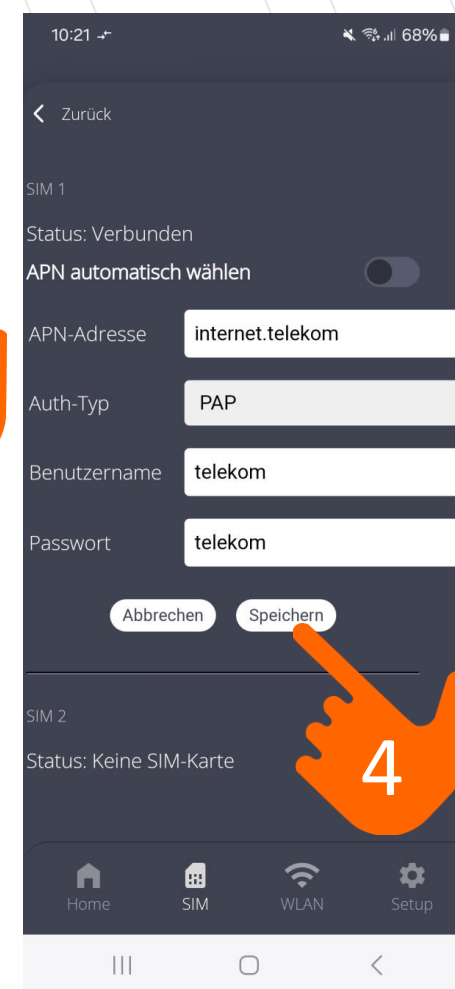 10:21 68%
Zurück
SIM 1
Status: Verbunden
APN automatisch wählen
APN-Adresse internet.telekom
Auth-Typ PAP
Benutzername telekom
Passwort telekom
Abbrechen Speichern
SIM 2
Status: Keine SIM-Karte
4
Home SIM WLAN Setup